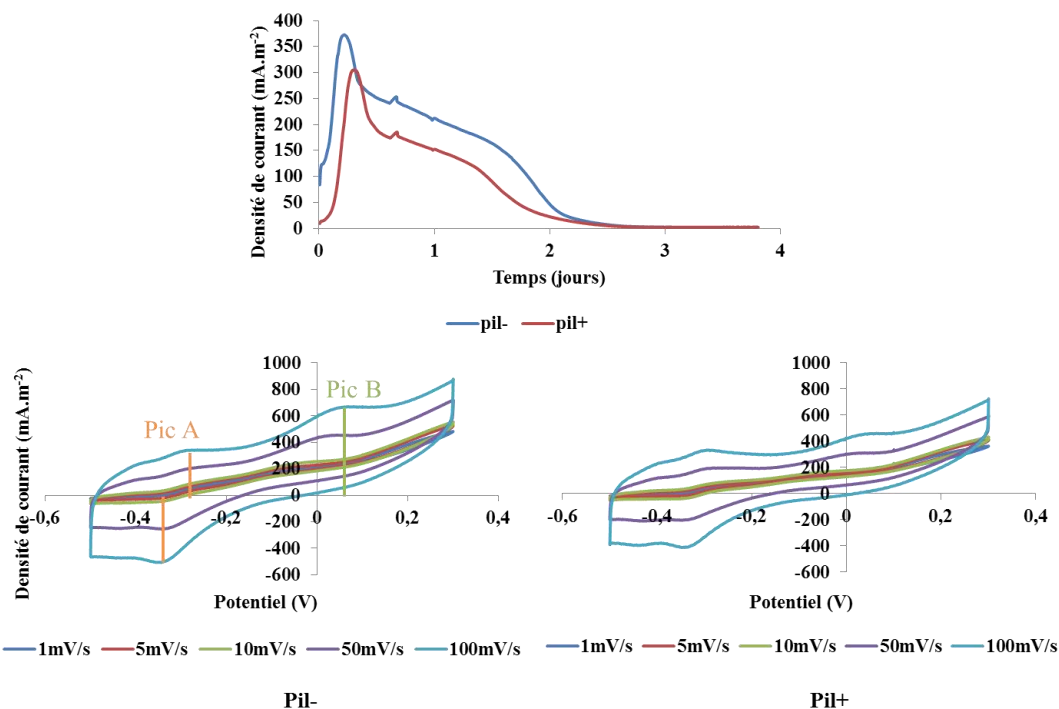 Densité de courant (mA.m-2)
400
350
300
250
200
150
100
50
0
0 1 2 3 4
Temps (jours)
pil- pil+
Densité de courant (mA.m-2)
1000
800
600
400
200
0
-200
-400
-600
-0,6 -0,4 -0,2 0 0,2 0,4
Pic A
Pic B
Potentiel (V)
1mV/s 5mV/s 10mV/s 50mV/s 100mV/s
Pil-
1000
800
600
400
200
0
-200
-400
-600
-0,6 -0,4 -0,2 0 0,2 0,4
Potentiel (V)
1mV/s 5mV/s 10mV/s 50mV/s 100mV/s
Pil+